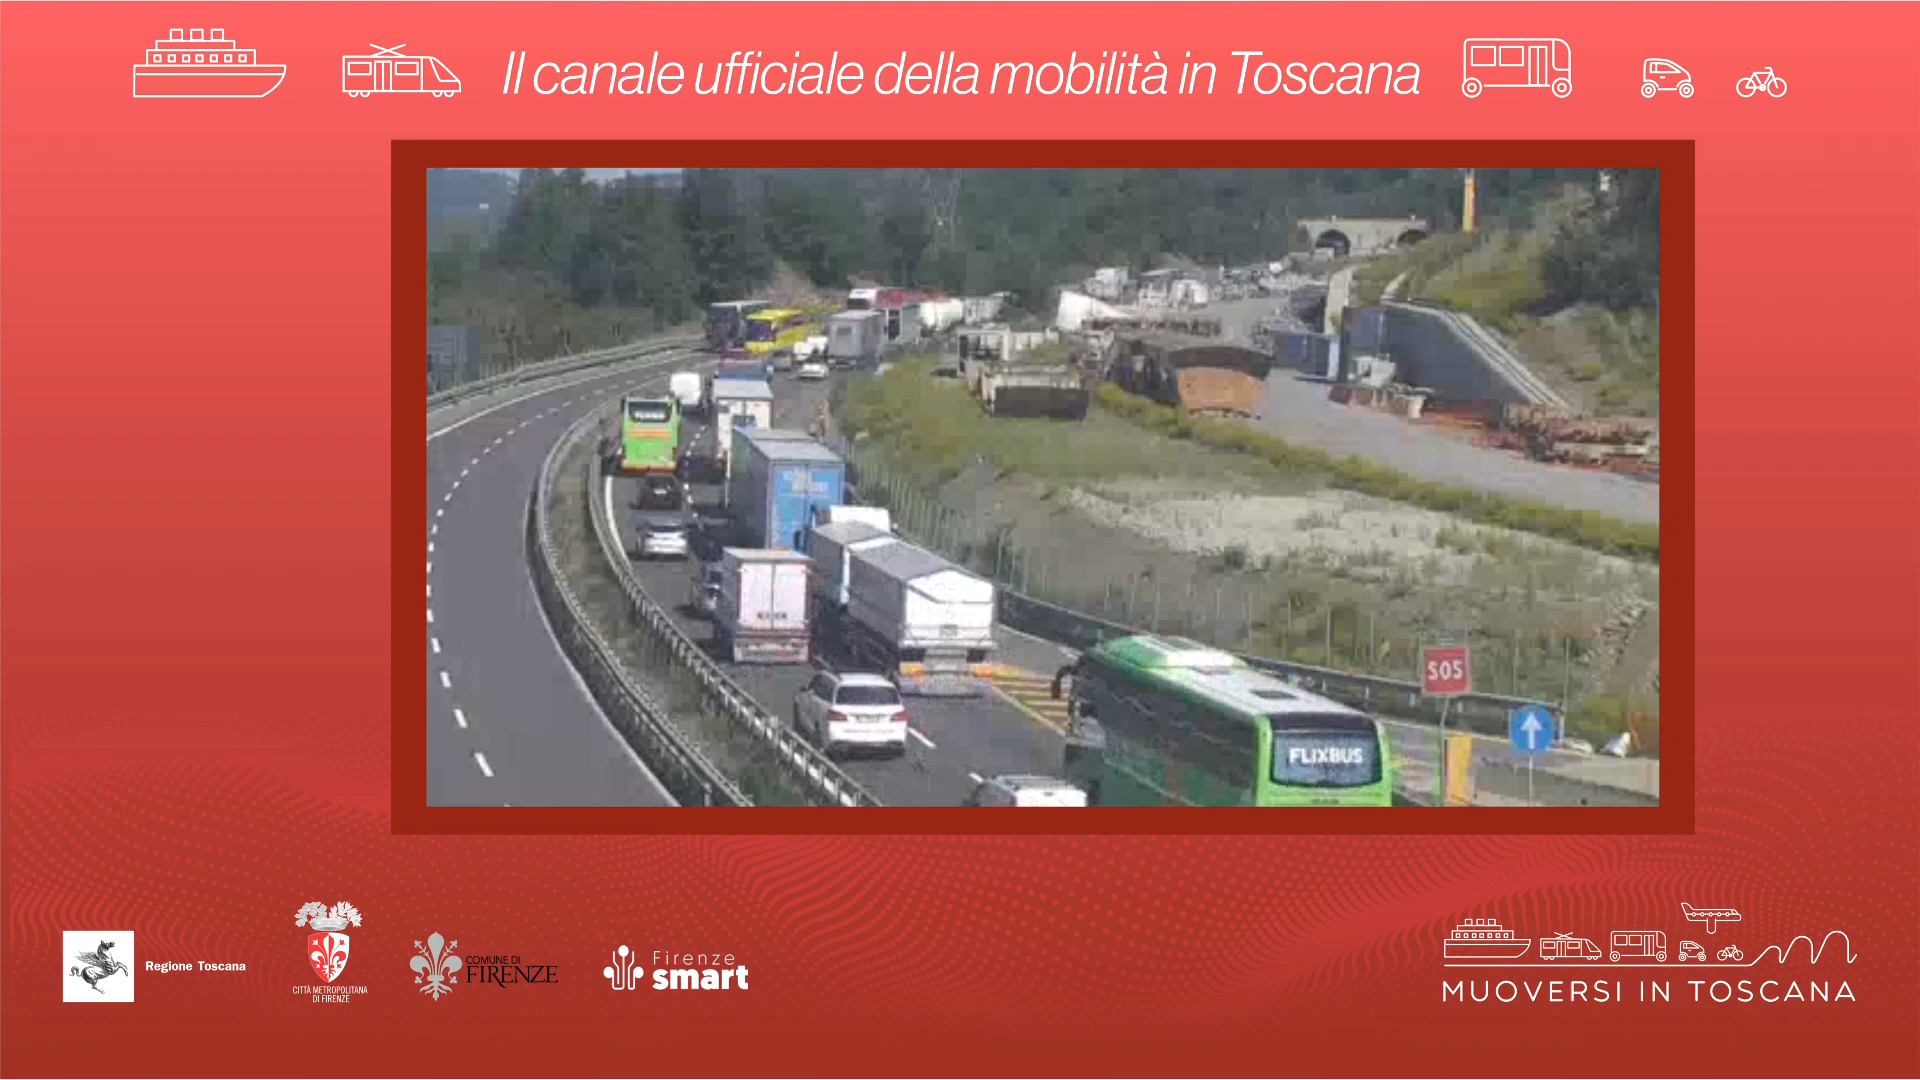 Il canale ufficiale della mobilità in Toscana
SOS
FLIXBUS
Regione Toscana
CITTÀ METROPOLITANA
DI FIRENZE
COMUNE DI
FIRENZE
Firenze
smart
MUOVERSI IN TOSCANA